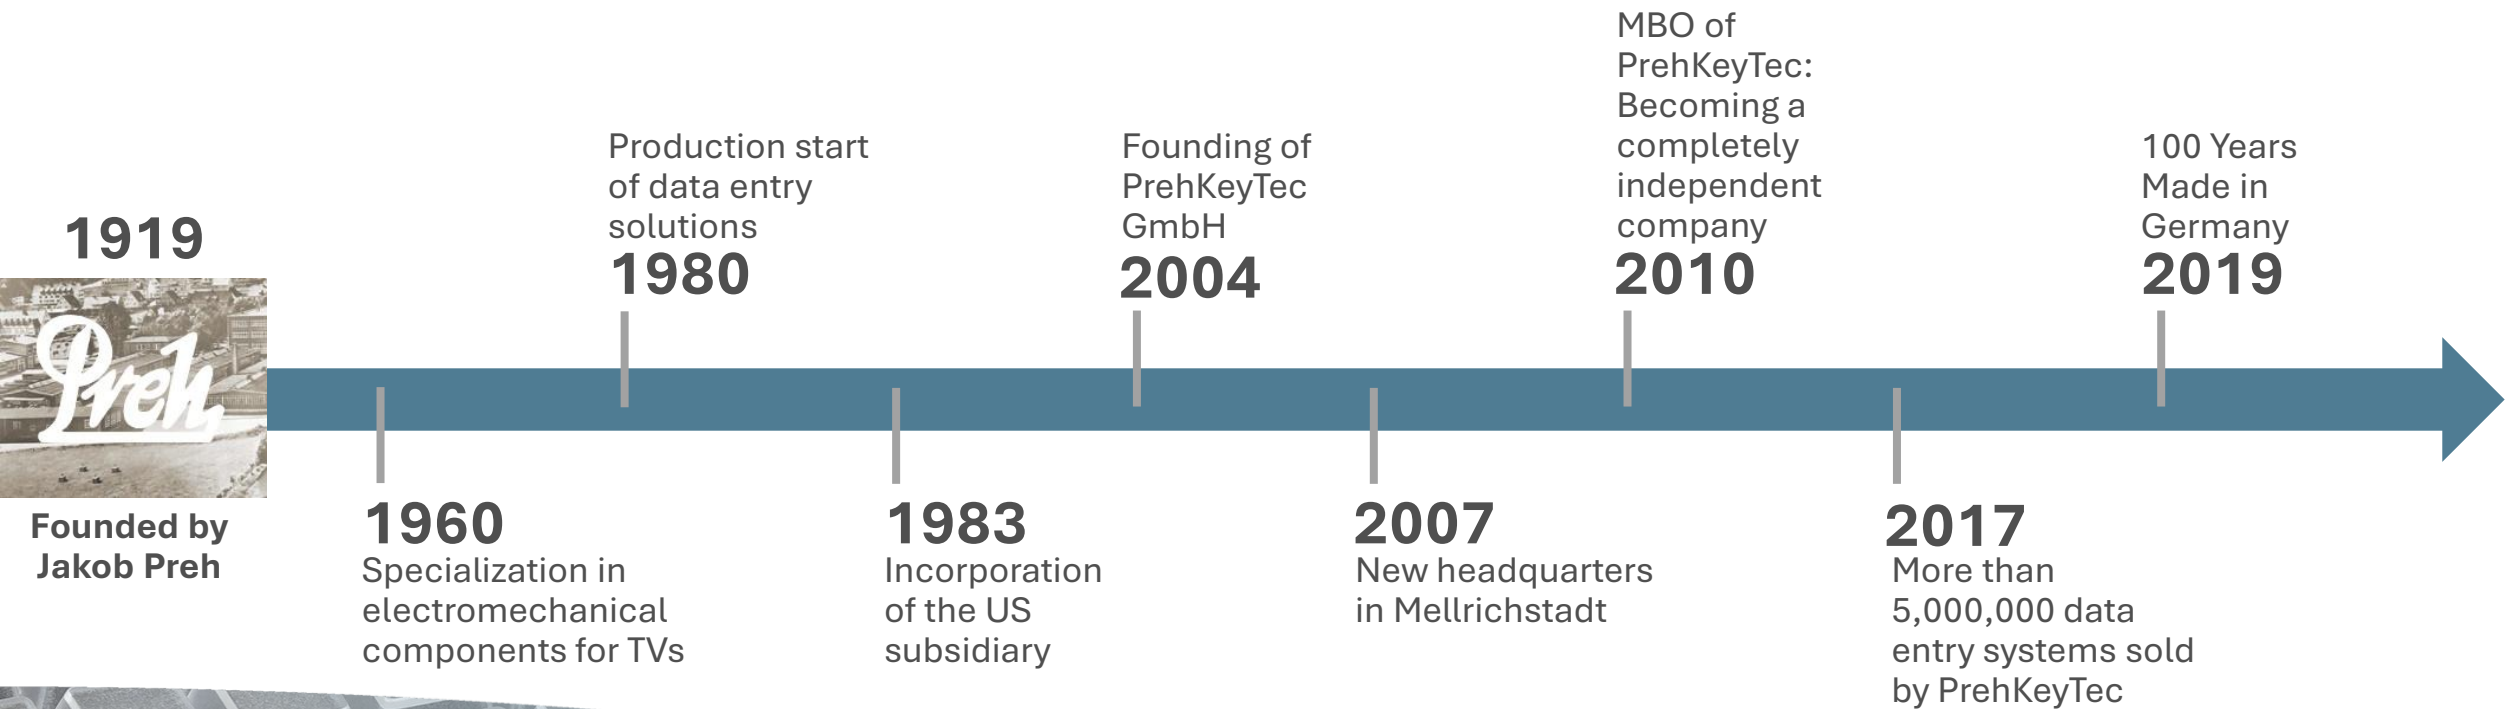 1919
Preh
Founded by
Jakob Preh
1960
Specialization in
electromechanical
components for TVs
Production start
of data entry
solutions
1980
1983
Incorporation
of the US
subsidiary
Founding of
PrehKeyTec
GmbH
2004
2007
New headquarters
in Mellrichstadt
MBO of
PrehKeyTec:
Becoming a
completely
independent
company
2010
2017
More than
5,000,000 data
entry systems sold
by PrehKeyTec
100 Years
Made in
Germany
2019